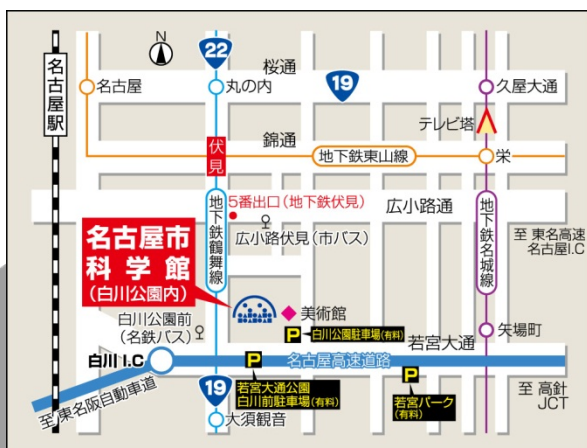 N
22
桜通
19
名古屋駅
名古屋
丸の内
久屋大通
テレビ塔
錦通
伏見
地下鉄東山線
栄
5番出口(地下鉄伏見)
広小路通
地下鉄鶴舞線
広小路伏見(市バス)
地下鉄名城線
至 東名高速
名古屋I.C
名古屋市
科学館
(白川公園内)
美術館
白川公園前
(名鉄バス)
P 白川公園駐車場(有料)
矢場町
若宮大通
白川I.C
名古屋高速道路
P
若宮大通公園
白川前駐車場(有料)
P
若宮パーク
(有料)
至 高針
JCT
至 東名阪自動車道
19
大須観音